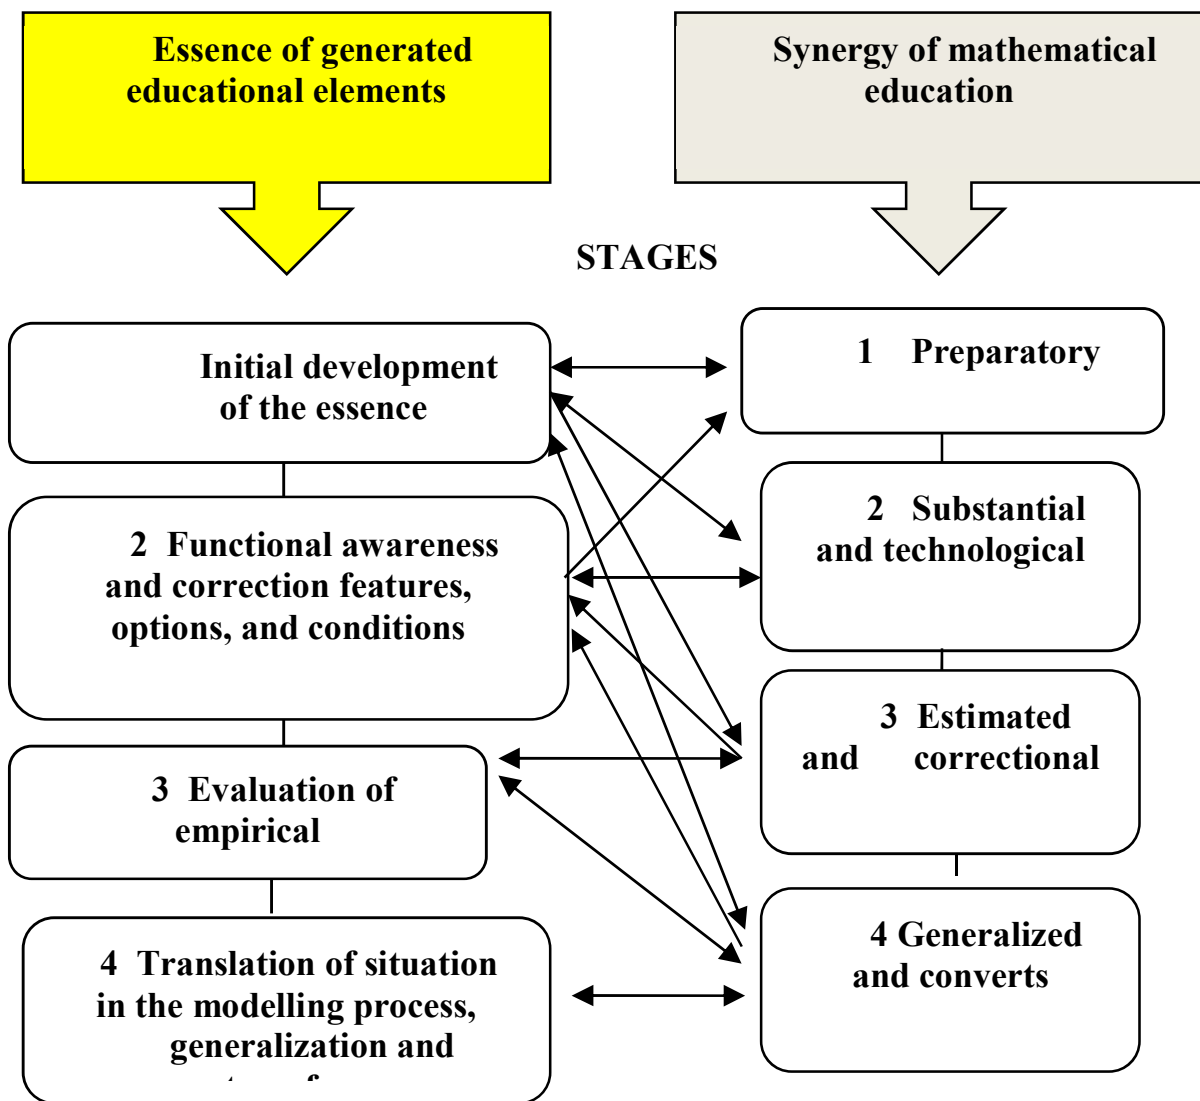 Essence of generated
educational elements
Synergy of mathematical
education
STAGES
Initial development
of the essence
1 Preparatory
2 Functional awareness
and correction features,
options, and conditions
2 Substantial
and technological
3 Evaluation of
empirical
3 Estimated
and correctional
4 Translation of situation
in the modelling process,
generalization and
4 Generalized
and converts